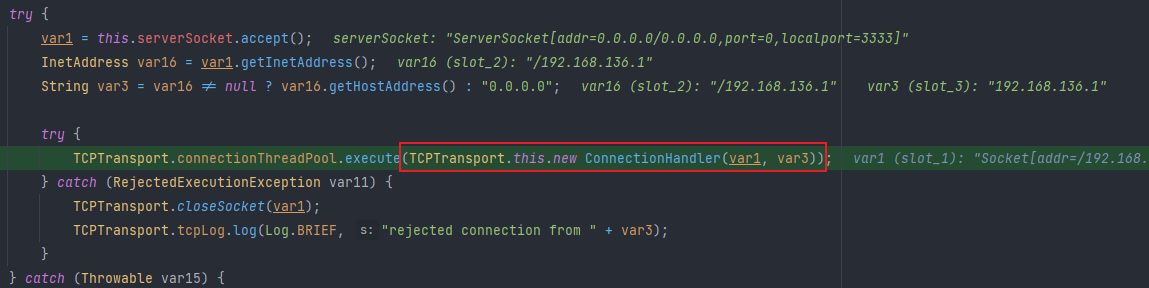 try {
var1 = this.serverSocket.accept();   serverSocket: "ServerSocket[addr=0.0.0.0/0.0.0.0,port=0,localport=3333]"
InetAddress var16 = var1.getInetAddress();   var16 (slot_2): "/192.168.136.1"
String var3 = var16 ≠ null ? var16.getHostAddress() : "0.0.0.0";   var16 (slot_2): "/192.168.136.1"   var3 (slot_3): "192.168.136.1"
try {
TCPTransport.connectionThreadPool.execute(TCPTransport.this.new ConnectionHandler(var1, var3));   var1 (slot_1): "Socket[addr=/192.168.
} catch (RejectedExecutionException var11) {
TCPTransport.closeSocket(var1);
TCPTransport.tcpLog.log(Log.BRIEF, s: "rejected connection from " + var3);
}
} catch (Throwable var15) {